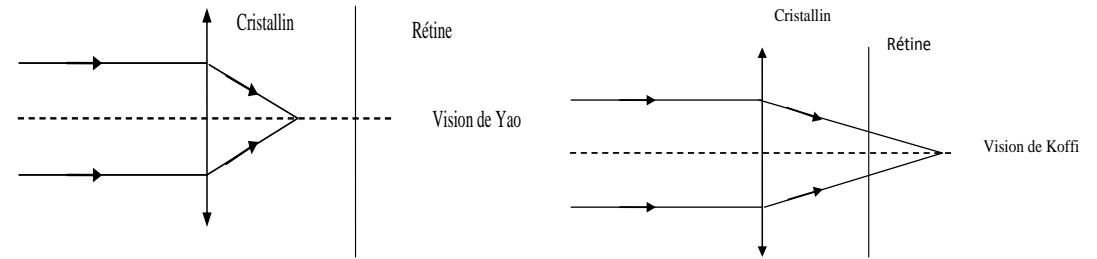 Cristallin
Rétine
Vision de Yao
Cristallin
Rétine
Vision de Koffi